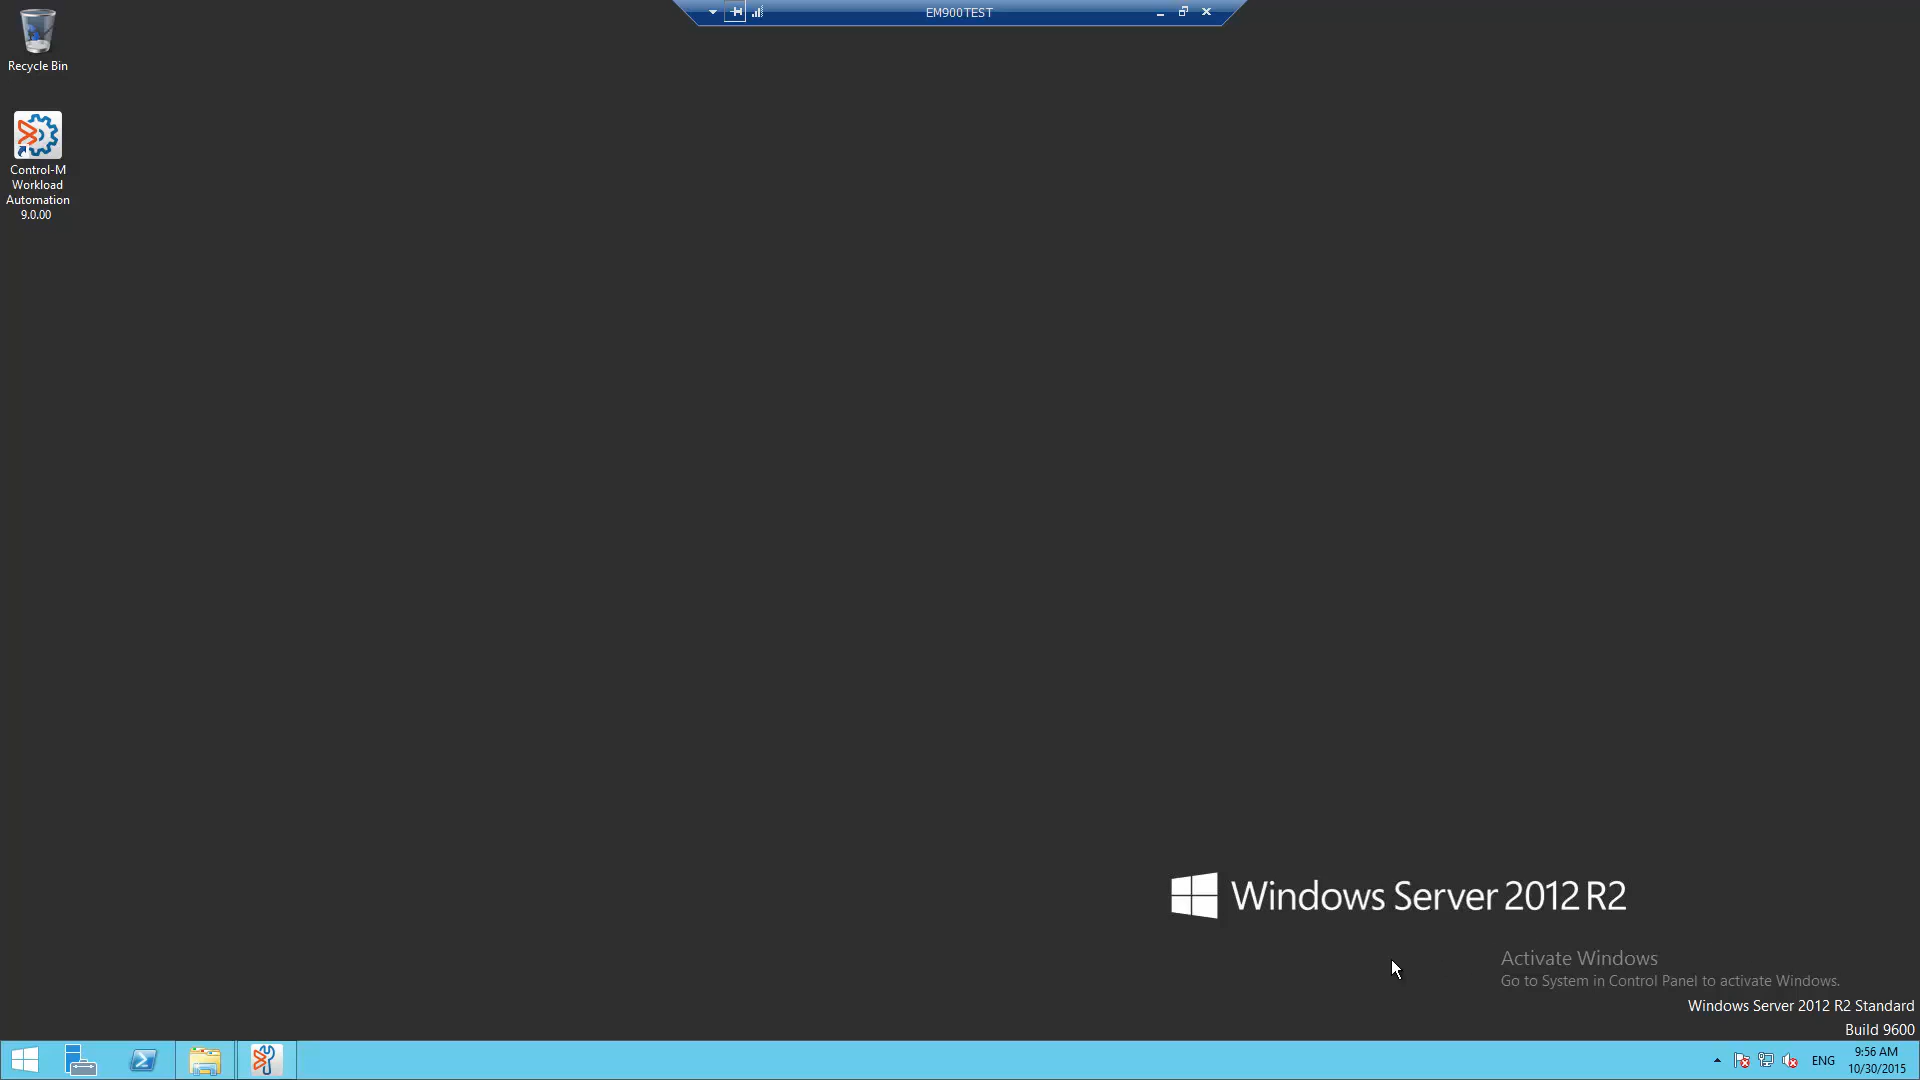 EM900TEST
Recycle Bin
Control-M
Workload
Automation
9.0.00
Windows Server 2012 R2
Activate Windows
Go to System in Control Panel to activate Windows.
Windows Server 2012 R2 Standard
Build 9600
ENG
9:56 AM
10/30/2015